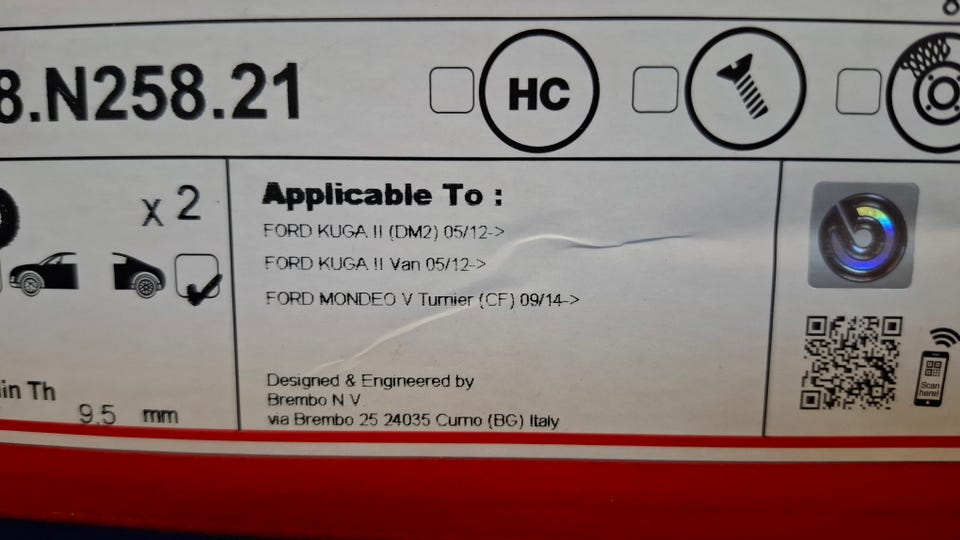 8.N258.21
HC
x 2
Applicable To :
FORD KUGA II (DM2) 05/12->
FORD KUGA II Van 05/12->
FORD MONDEO V Turnier (CF) 09/14->
in Th
9.5 mm
Designed & Engineered by
Brembo N V.
via Brembo 25 24035 Curno (BG) Italy
Scan
here!